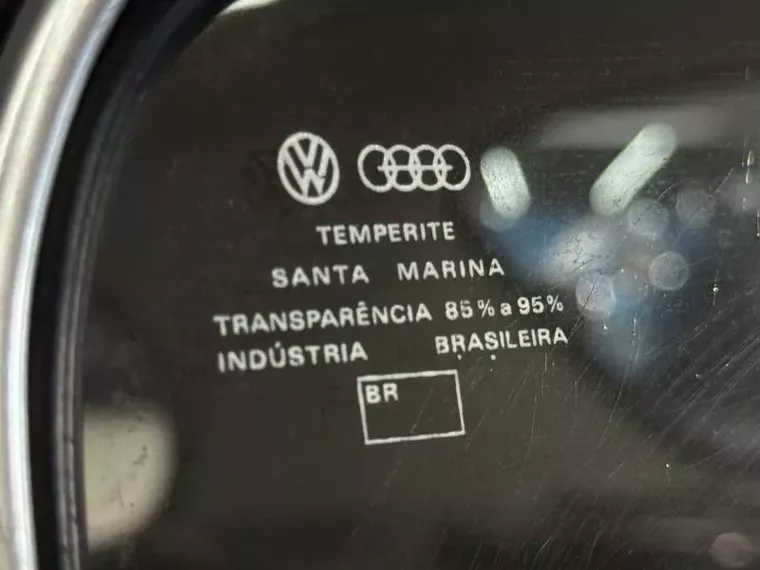 TEMPERITE
SANTA MARINA
TRANSPARÊNCIA 85% a 95%
INDÚSTRIA BRASILEIRA
BR